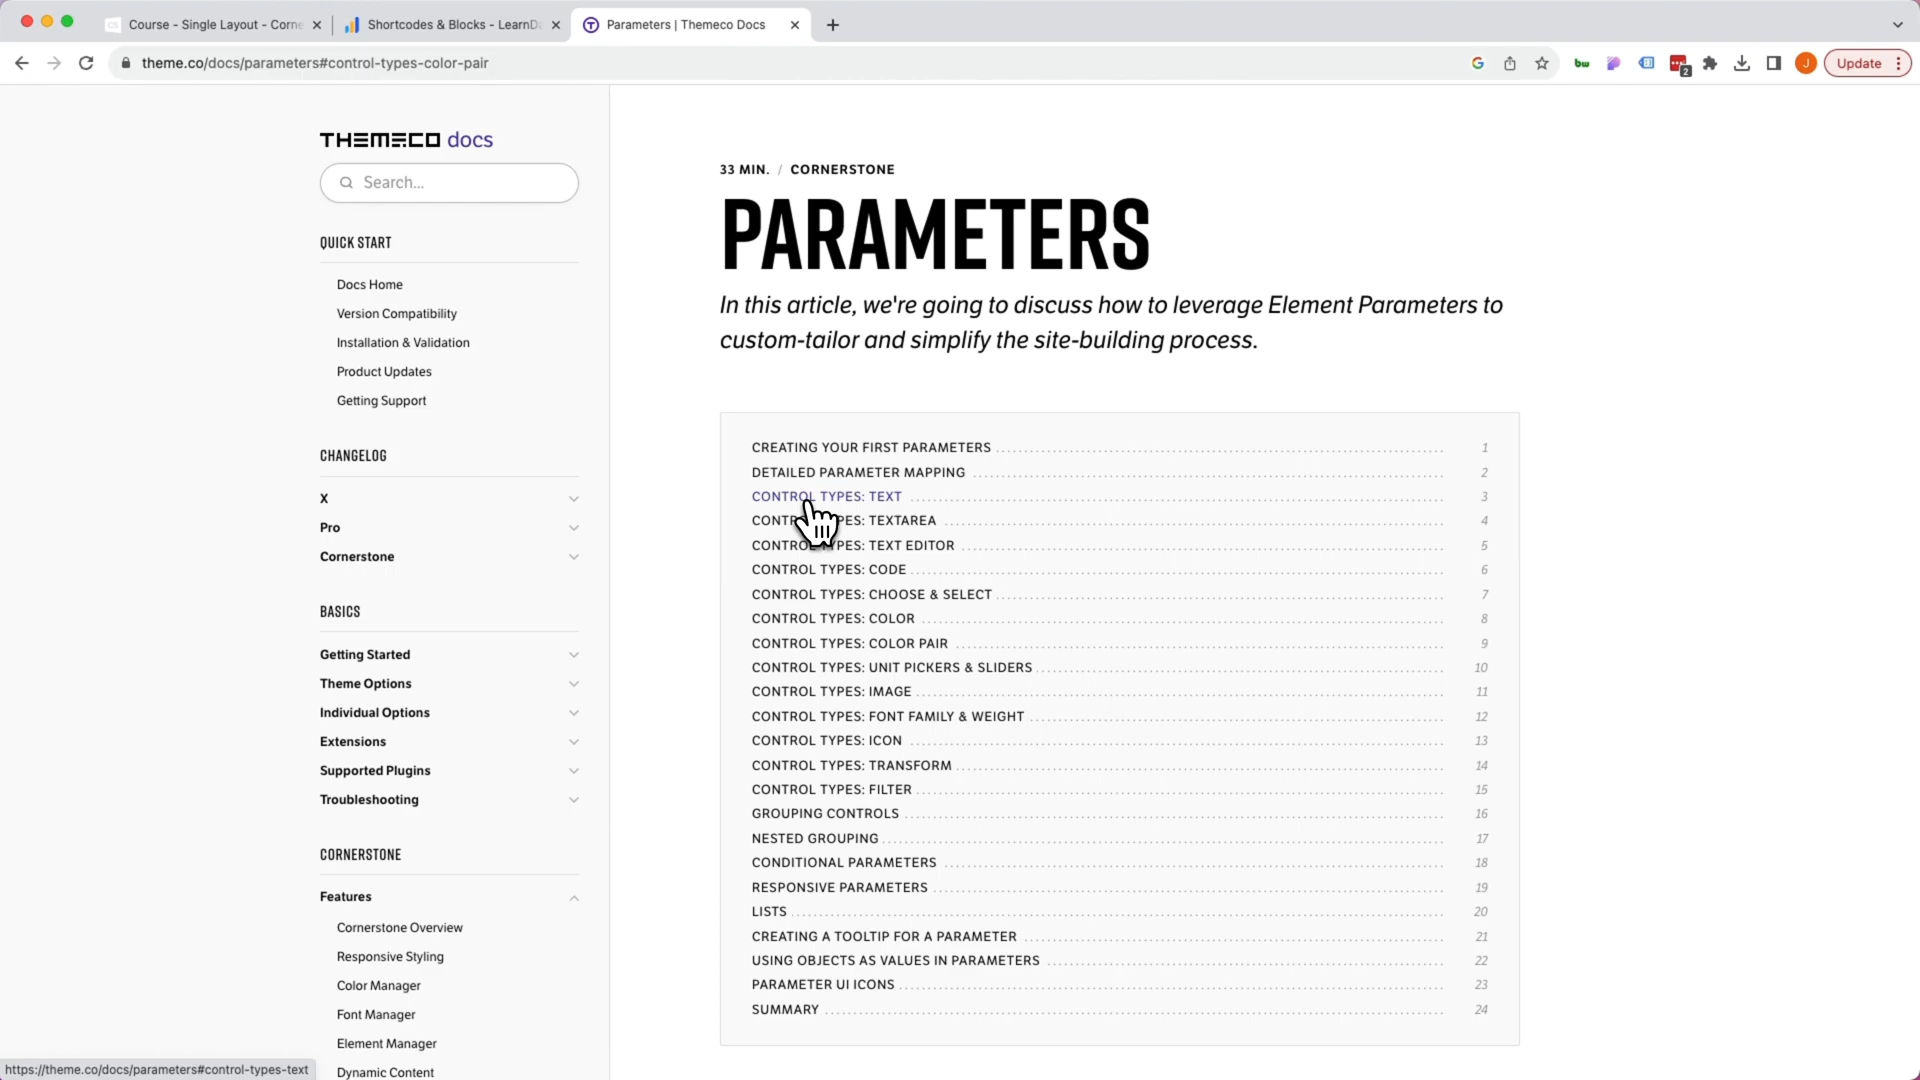 Course - Single Layout - Corne
Shortcodes & Blocks - LearnD
Parameters | Themeco Docs
theme.co/docs/parameters#control-types-color-pair
bw
2
J
Update
THEMECO docs
Search...
QUICK START
Docs Home
Version Compatibility
Installation & Validation
Product Updates
Getting Support
CHANGELOG
X
Pro
Cornerstone
BASICS
Getting Started
Theme Options
Individual Options
Extensions
Supported Plugins
Troubleshooting
CORNERSTONE
Features
Cornerstone Overview
Responsive Styling
Color Manager
Font Manager
Element Manager
Dynamic Content
33 MIN. / CORNERSTONE
PARAMETERS
In this article, we're going to discuss how to leverage Element Parameters to
custom-tailor and simplify the site-building process.
CREATING YOUR FIRST PARAMETERS 1
DETAILED PARAMETER MAPPING 2
CONTROL TYPES: TEXT 3
CONTROL TYPES: TEXTAREA 4
CONTROL TYPES: TEXT EDITOR 5
CONTROL TYPES: CODE 6
CONTROL TYPES: CHOOSE & SELECT 7
CONTROL TYPES: COLOR 8
CONTROL TYPES: COLOR PAIR 9
CONTROL TYPES: UNIT PICKERS & SLIDERS 10
CONTROL TYPES: IMAGE 11
CONTROL TYPES: FONT FAMILY & WEIGHT 12
CONTROL TYPES: ICON 13
CONTROL TYPES: TRANSFORM 14
CONTROL TYPES: FILTER 15
GROUPING CONTROLS 16
NESTED GROUPING 17
CONDITIONAL PARAMETERS 18
RESPONSIVE PARAMETERS 19
LISTS 20
CREATING A TOOLTIP FOR A PARAMETER 21
USING OBJECTS AS VALUES IN PARAMETERS 22
PARAMETER UI ICONS 23
SUMMARY 24
https://theme.co/docs/parameters#control-types-text